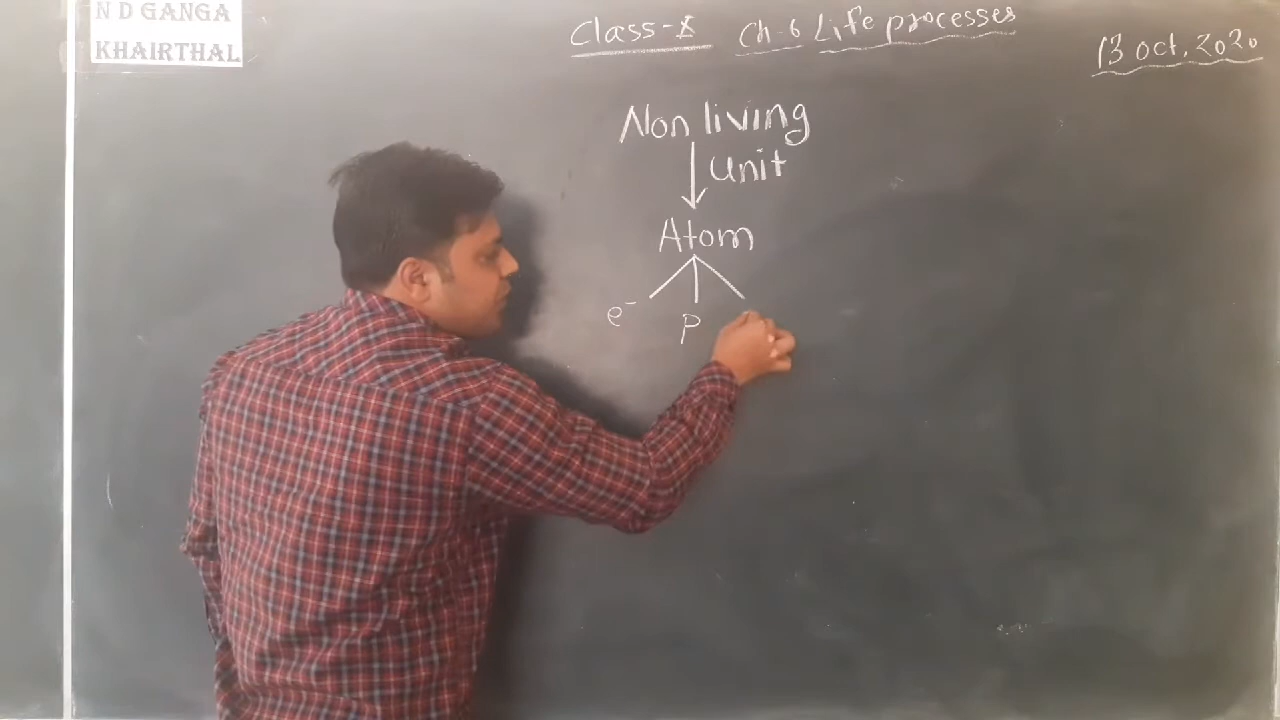 N D GANGA
KHAIRTHAL
Class-X Ch-6 Life processes
13 Oct, 2020
Non living
Unit
Atom
e⁻ P